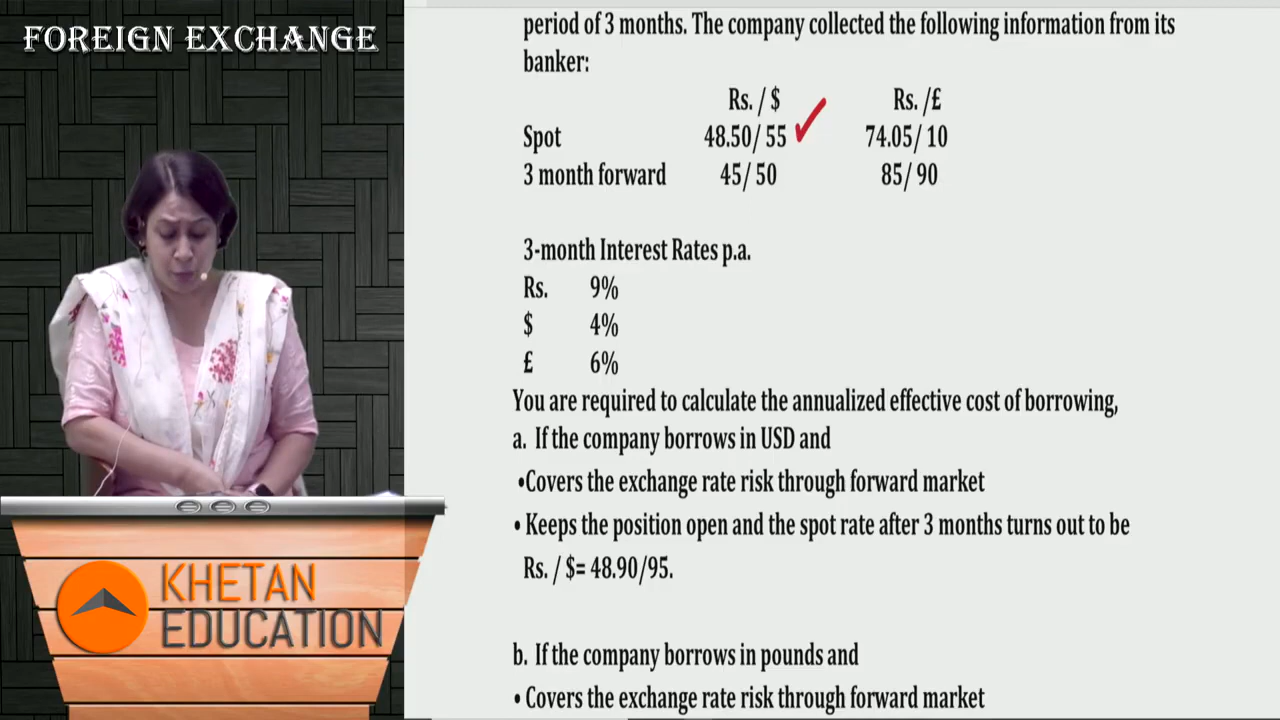 FOREIGN EXCHANGE
period of 3 months. The company collected the following information from its
banker:
Rs. / $ Rs. /£
Spot 48.50/ 55 74.05/ 10
3 month forward 45/ 50 85/ 90
3-month Interest Rates p.a.
Rs. 9%
$ 4%
£ 6%
You are required to calculate the annualized effective cost of borrowing,
a. If the company borrows in USD and
•Covers the exchange rate risk through forward market
• Keeps the position open and the spot rate after 3 months turns out to be
Rs. / $= 48.90/95.
b. If the company borrows in pounds and
• Covers the exchange rate risk through forward market
KHETAN
EDUCATION